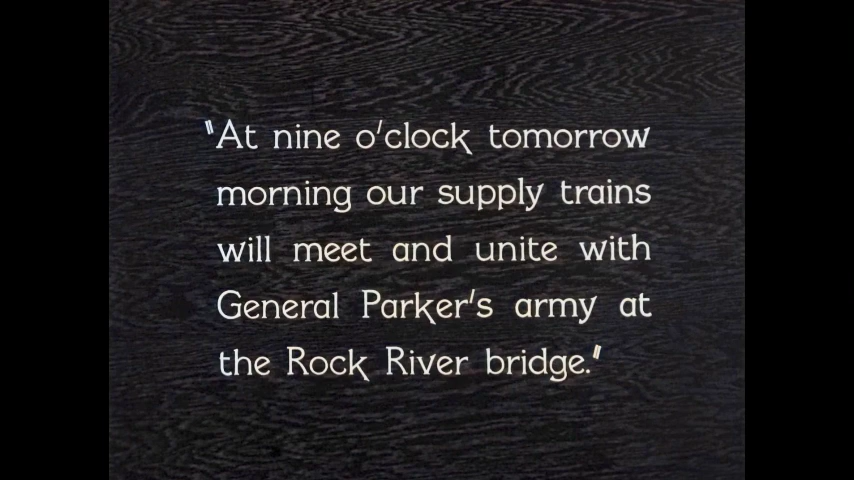 "At nine o'clock tomorrow
morning our supply trains
will meet and unite with
General Parker's army at
the Rock River bridge."